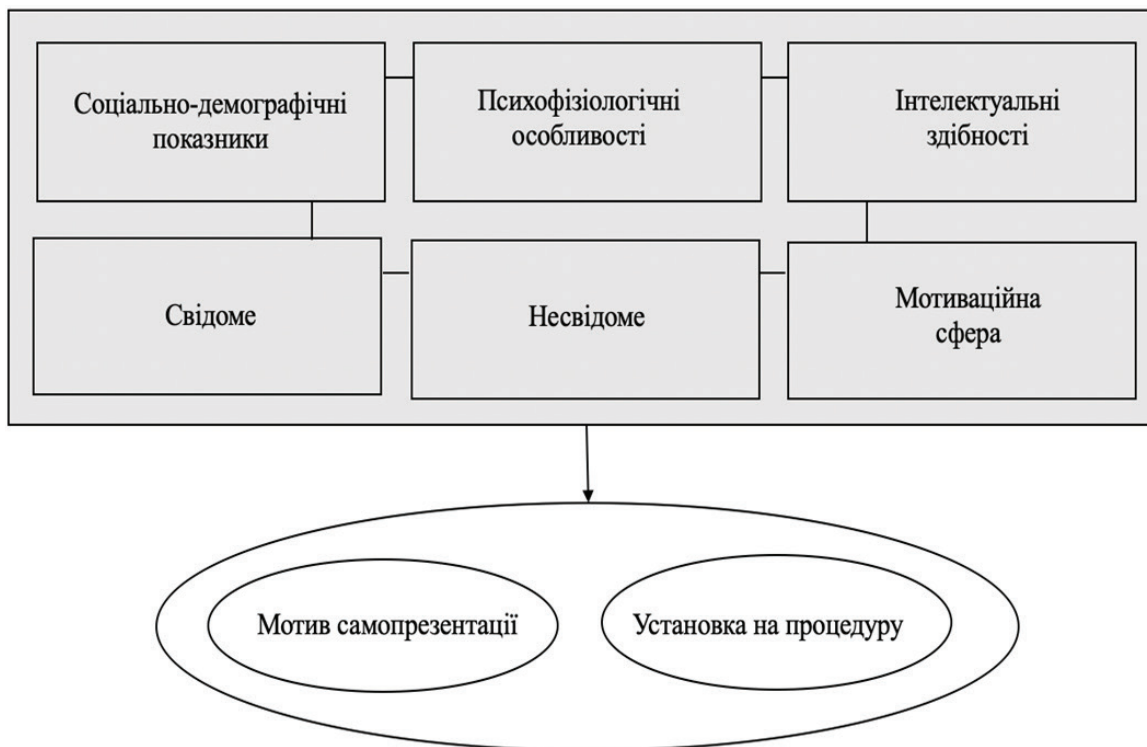 Соціально-демографічні
показники
Психофізіологічні
особливості
Інтелектуальні
здібності
Свідоме
Несвідоме
Мотиваційна
сфера
Мотив самопрезентації
Установка на процедуру